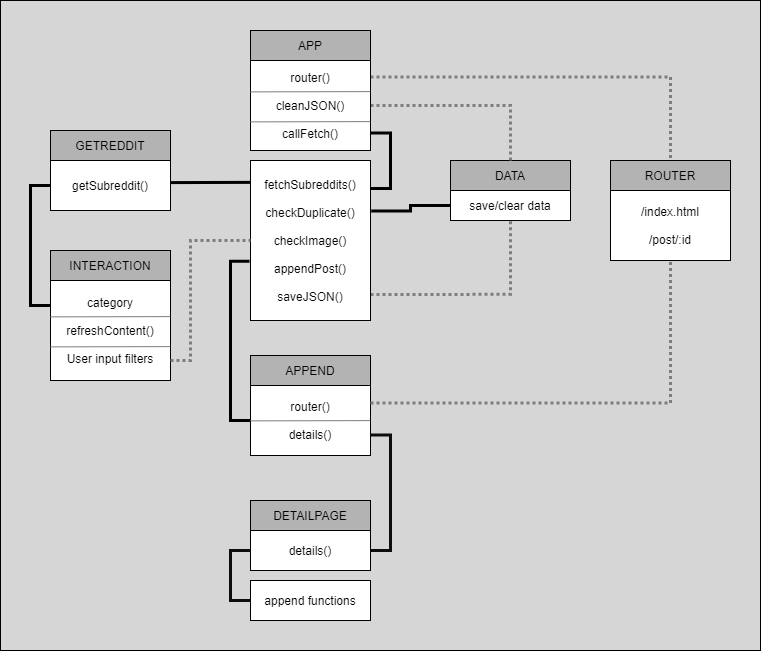 APP
router()
cleanJSON()
callFetch()
GETREDDIT
getSubreddit()
fetchSubreddits()
checkDuplicate()
checkImage()
appendPost()
saveJSON()
DATA
save/clear data
ROUTER
/index.html
/post/:id
INTERACTION
category
refreshContent()
User input filters
APPEND
router()
details()
DETAILPAGE
details()
append functions